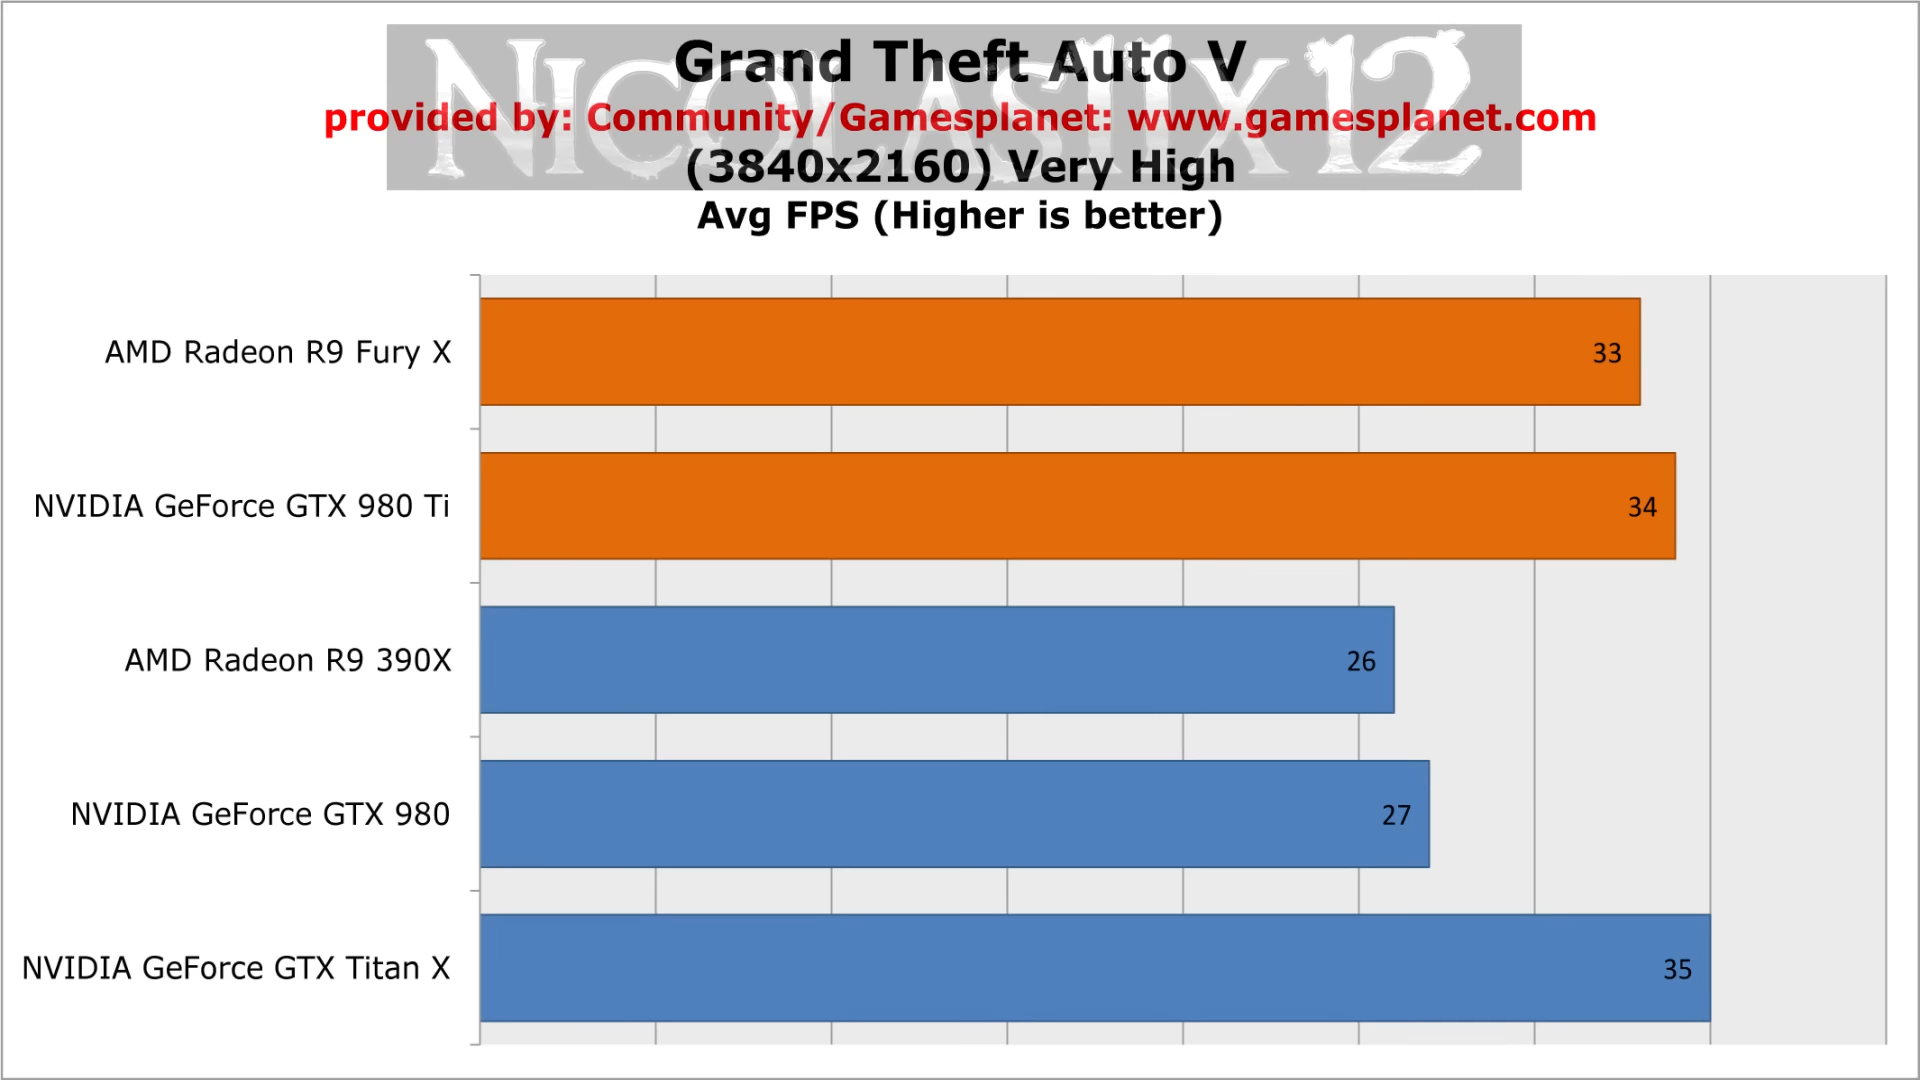 NICOLAS11X12
Grand Theft Auto V
provided by: Community/Gamesplanet: www.gamesplanet.com
(3840x2160) Very High
Avg FPS (Higher is better)
AMD Radeon R9 Fury X 33
NVIDIA GeForce GTX 980 Ti 34
AMD Radeon R9 390X 26
NVIDIA GeForce GTX 980 27
NVIDIA GeForce GTX Titan X 35